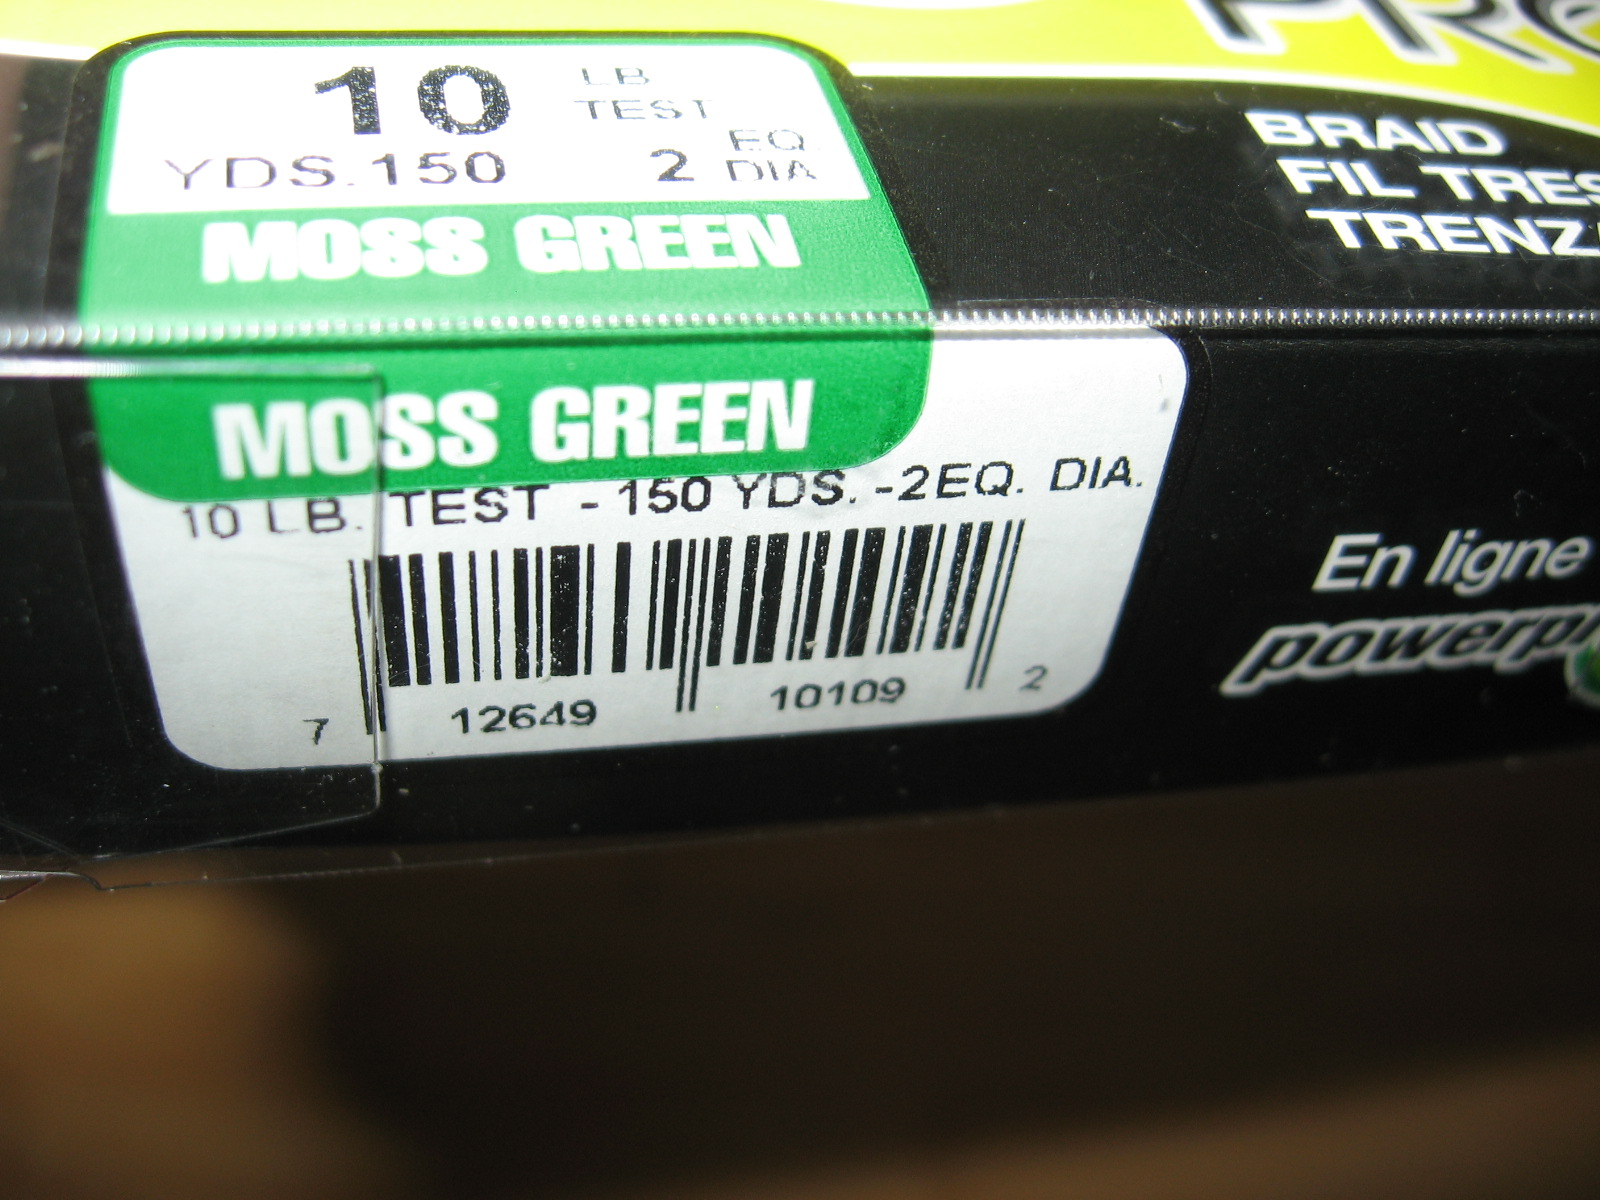 10 LB
TEST
YDS.150 2 EQ.
DIA
MOSS GREEN
BRAID
FIL
MOSS GREEN
10 LB. TEST - 150 YDS. -2EQ. DIA.
7 12649 10109 2
En ligne